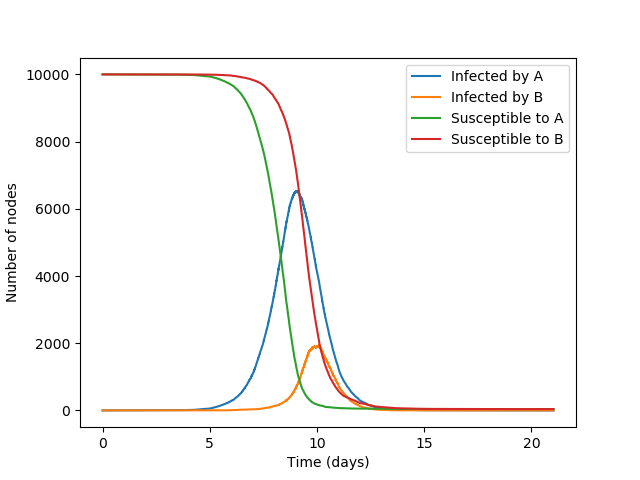 Infected by A
Infected by B
Susceptible to A
Susceptible to B
Number of nodes
10000
8000
6000
4000
2000
0
0 5 10 15 20
Time (days)